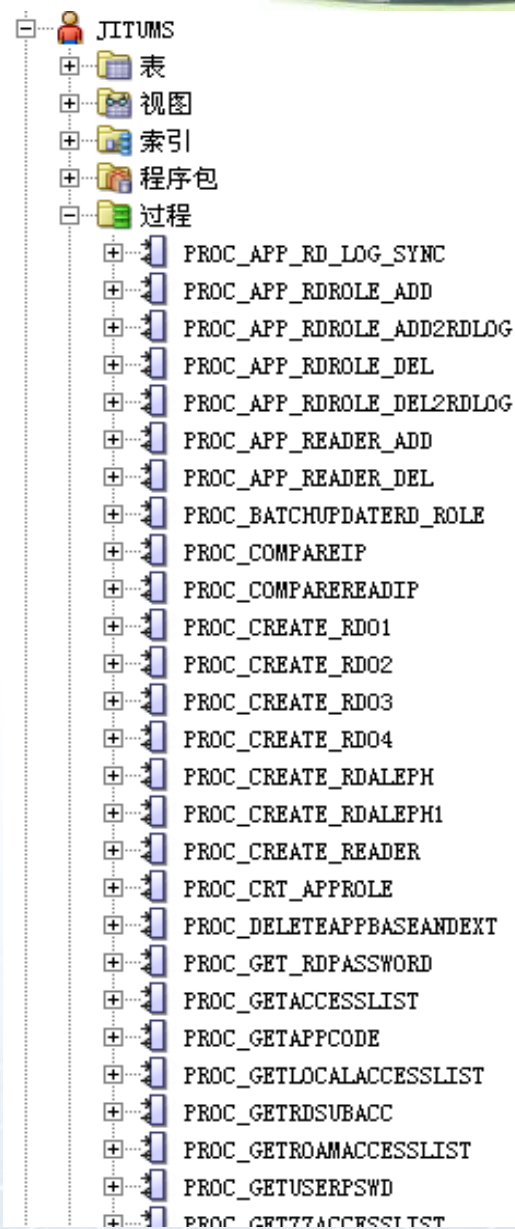 JITUMS
表
视图
索引
程序包
过程
PROC_APP_RD_LOG_SYNC
PROC_APP_RDROLE_ADD
PROC_APP_RDROLE_ADD2RDLOG
PROC_APP_RDROLE_DEL
PROC_APP_RDROLE_DEL2RDLOG
PROC_APP_READER_ADD
PROC_APP_READER_DEL
PROC_BATCHUPDATERD_ROLE
PROC_COMPAREIP
PROC_COMPAREREADIP
PROC_CREATE_RD01
PROC_CREATE_RD02
PROC_CREATE_RD03
PROC_CREATE_RD04
PROC_CREATE_RDALEPH
PROC_CREATE_RDALEPH1
PROC_CREATE_READER
PROC_CRT_APPROLE
PROC_DELETEAPPBASEANDEXT
PROC_GET_RDPASSWORD
PROC_GETACCESSLIST
PROC_GETAPPCODE
PROC_GETLOCALACCESSLIST
PROC_GETRDSUBACC
PROC_GETROAMACCESSLIST
PROC_GETUSERPSWD